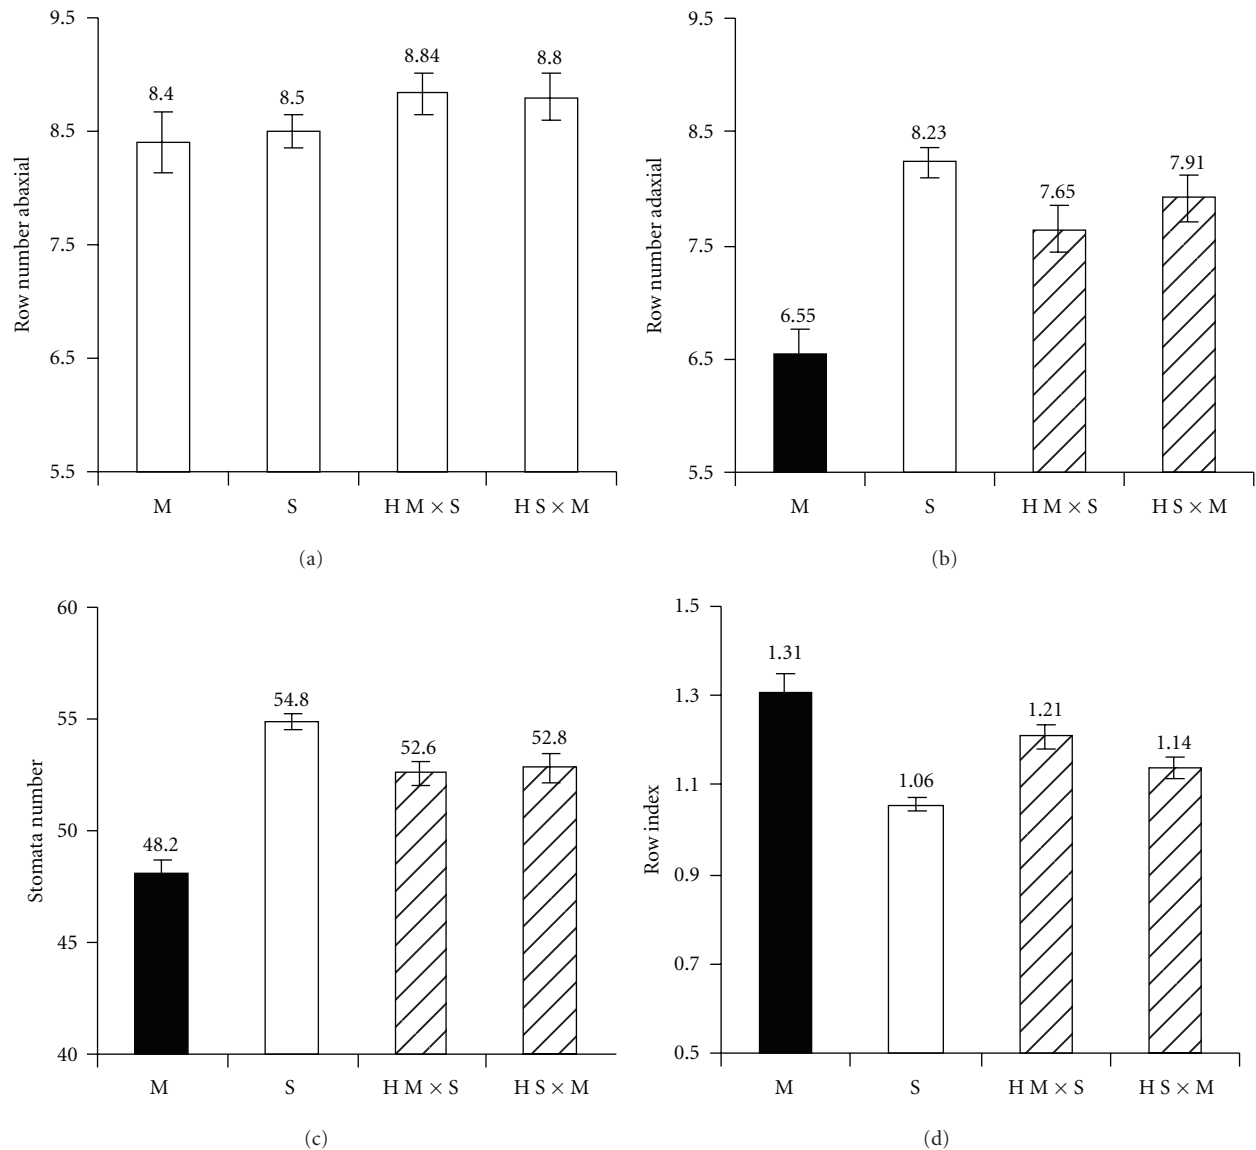 9.5
8.5
7.5
6.5
5.5
Row number abaxial
8.4
8.5
8.84
8.8
M
S
H M × S
H S × M
(a)
9.5
8.5
7.5
6.5
5.5
Row number adaxial
6.55
8.23
7.65
7.91
M
S
H M × S
H S × M
(b)
60
55
50
45
40
Stomata number
48.2
54.8
52.6
52.8
M
S
H M × S
H S × M
(c)
1.5
1.3
1.1
0.9
0.7
0.5
Row index
1.31
1.06
1.21
1.14
M
S
H M × S
H S × M
(d)